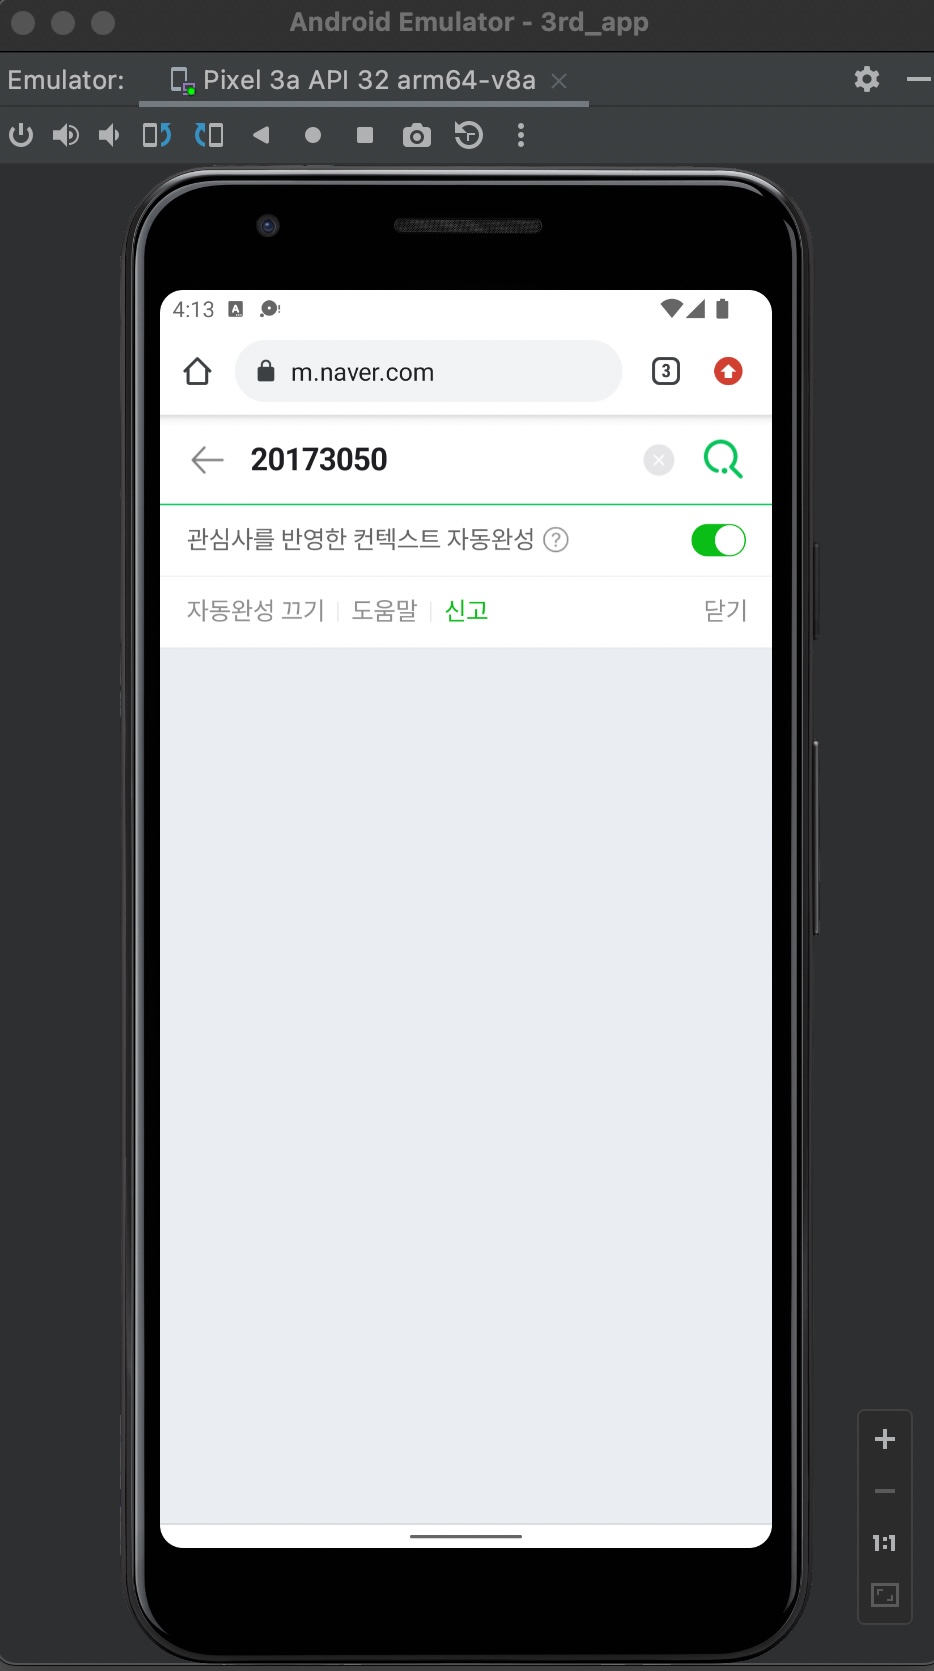 Android Emulator - 3rd_app
Emulator: Pixel 3a API 32 arm64-v8a
4:13 A
m.naver.com 3
20173050
관심사를 반영한 컨텍스트 자동완성 ?
자동완성 끄기 도움말 신고 닫기
1:1